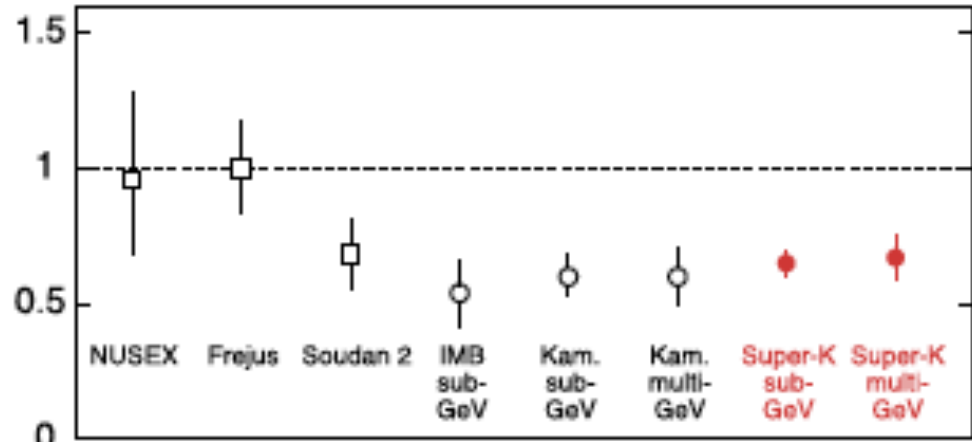 1.5
1
0.5
0
NUSEX
Frejus
Soudan 2
IMB
sub-
GeV
Kam.
sub-
GeV
Kam.
multi-
GeV
Super-K
sub-
GeV
Super-K
multi-
GeV